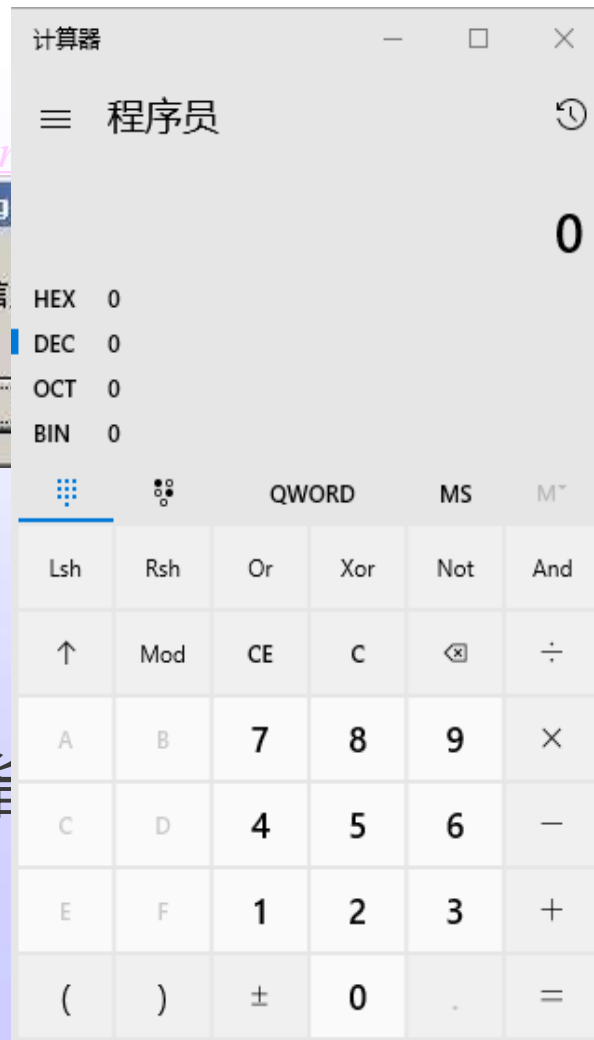 计算器
程序员
0
HEX 0
DEC 0
OCT 0
BIN 0
QWORD MS M
Lsh Rsh Or Xor Not And
↑ Mod CE C ÷
A B 7 8 9 ×
C D 4 5 6 −
E F 1 2 3 +
( ) ± 0 . =